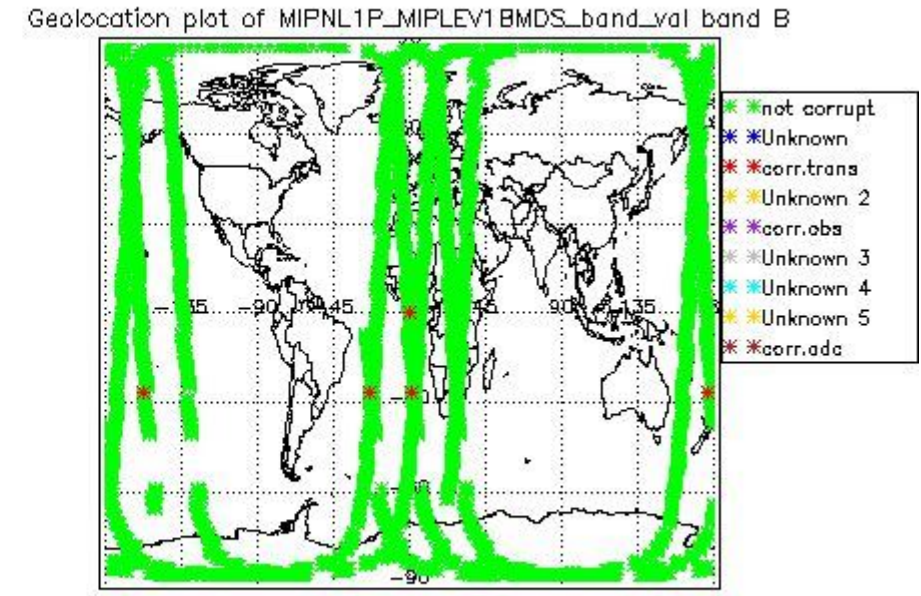 Geolocation plot of MIPNL1P_MIPLEV1BMDS_band_val band B
not corrupt
Unknown
corr.trans
Unknown 2
corr.obs
Unknown 3
Unknown 4
Unknown 5
corr.adc
-135
-90
-45
45
90
135
-90